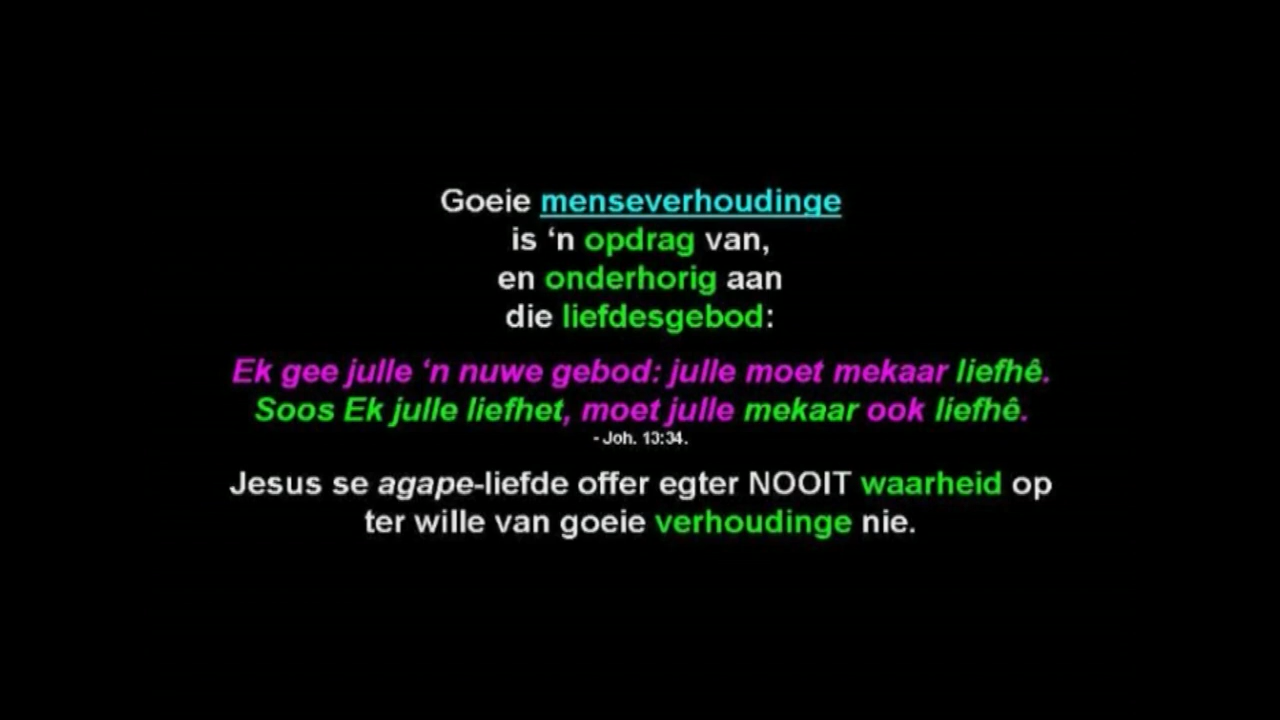 Goeie menseverhoudinge
is ‘n opdrag van,
en onderhorig aan
die liefdesgebod:
Ek gee julle ‘n nuwe gebod: julle moet mekaar liefhê.
Soos Ek julle liefhet, moet julle mekaar ook liefhê.
- Joh. 13:34.
Jesus se agape-liefde offer egter NOOIT waarheid op
ter wille van goeie verhoudinge nie.